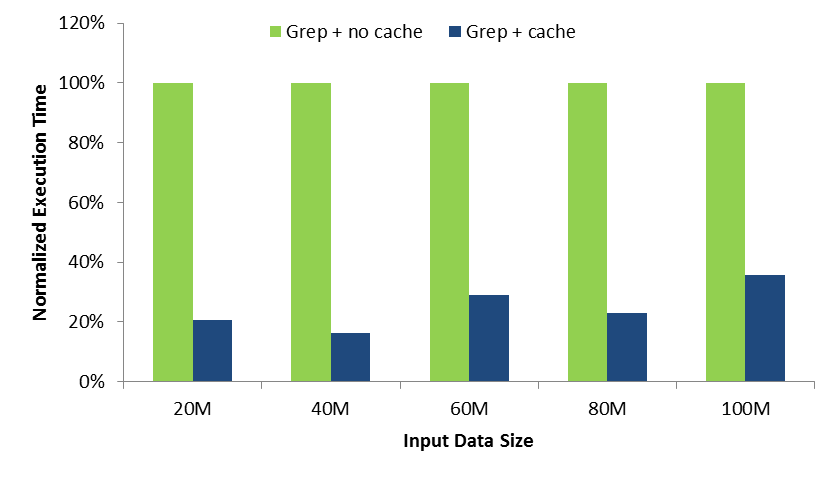 120%
Grep + no cache
Grep + cache
100%
80%
60%
40%
20%
0%
Normalized Execution Time
20M
40M
60M
80M
100M
Input Data Size